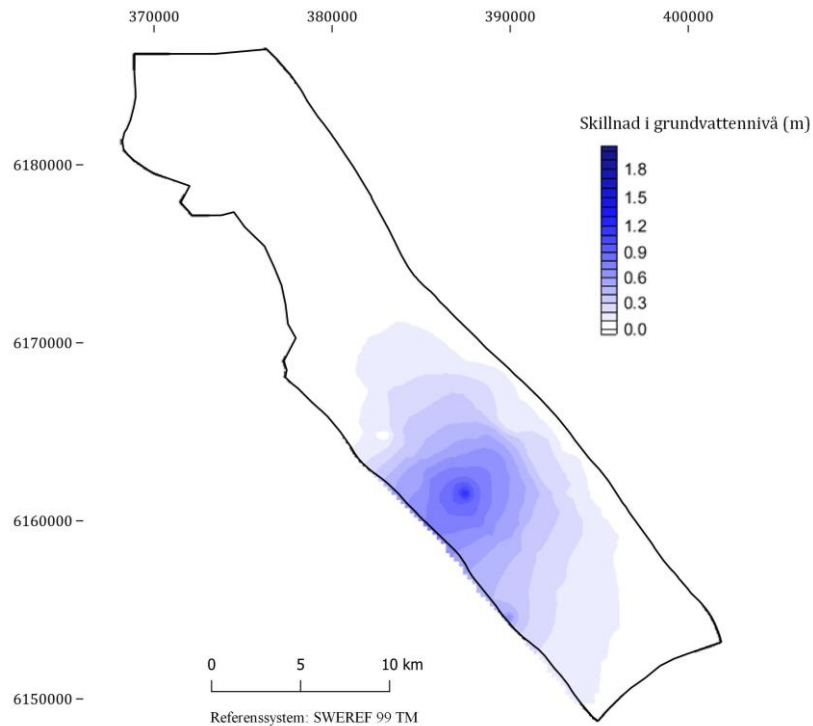 370000 380000 390000 400000
Skillnad i grundvattennivå (m)
6180000
1.8
1.5
1.2
0.9
0.6
0.3
0.0
6170000
6160000
0 5 10 km
6150000
Referenssystem: SWEREF 99 TM